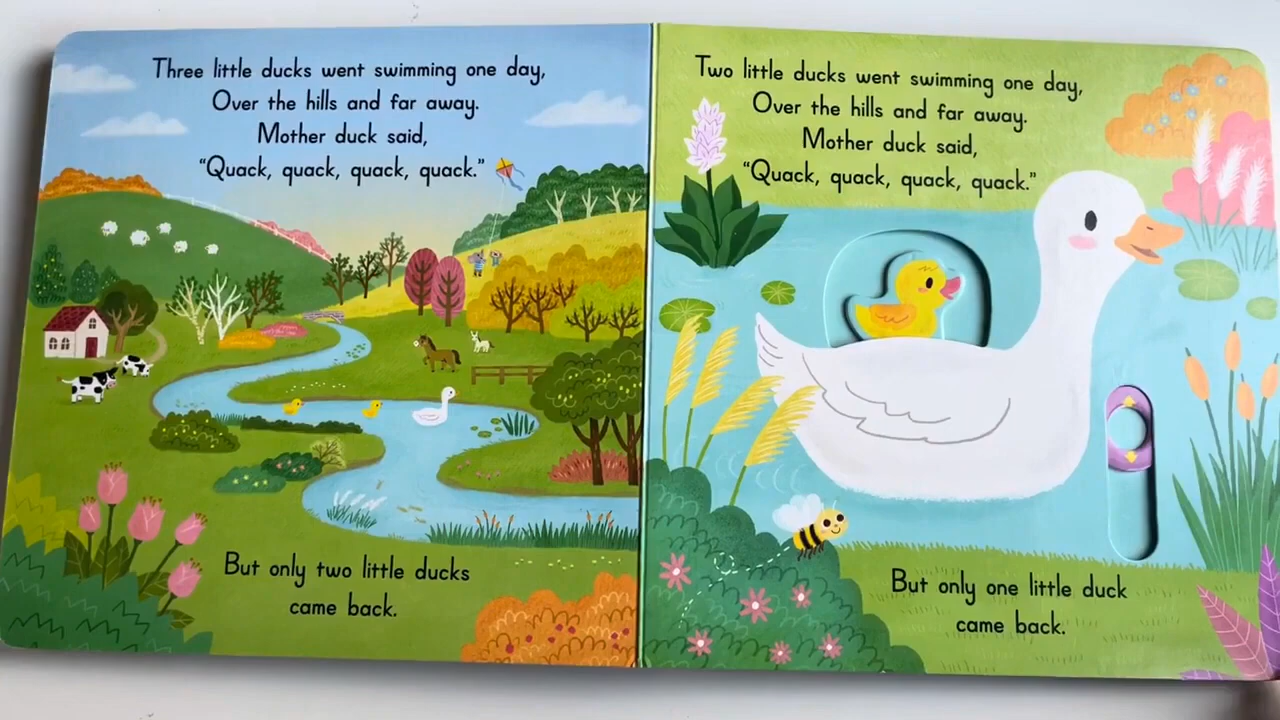 Three little ducks went swimming one day,
Over the hills and far away.
Mother duck said,
“Quack, quack, quack, quack.”
But only two little ducks
came back.
Two little ducks went swimming one day,
Over the hills and far away.
Mother duck said,
“Quack, quack, quack, quack.”
But only one little duck
came back.